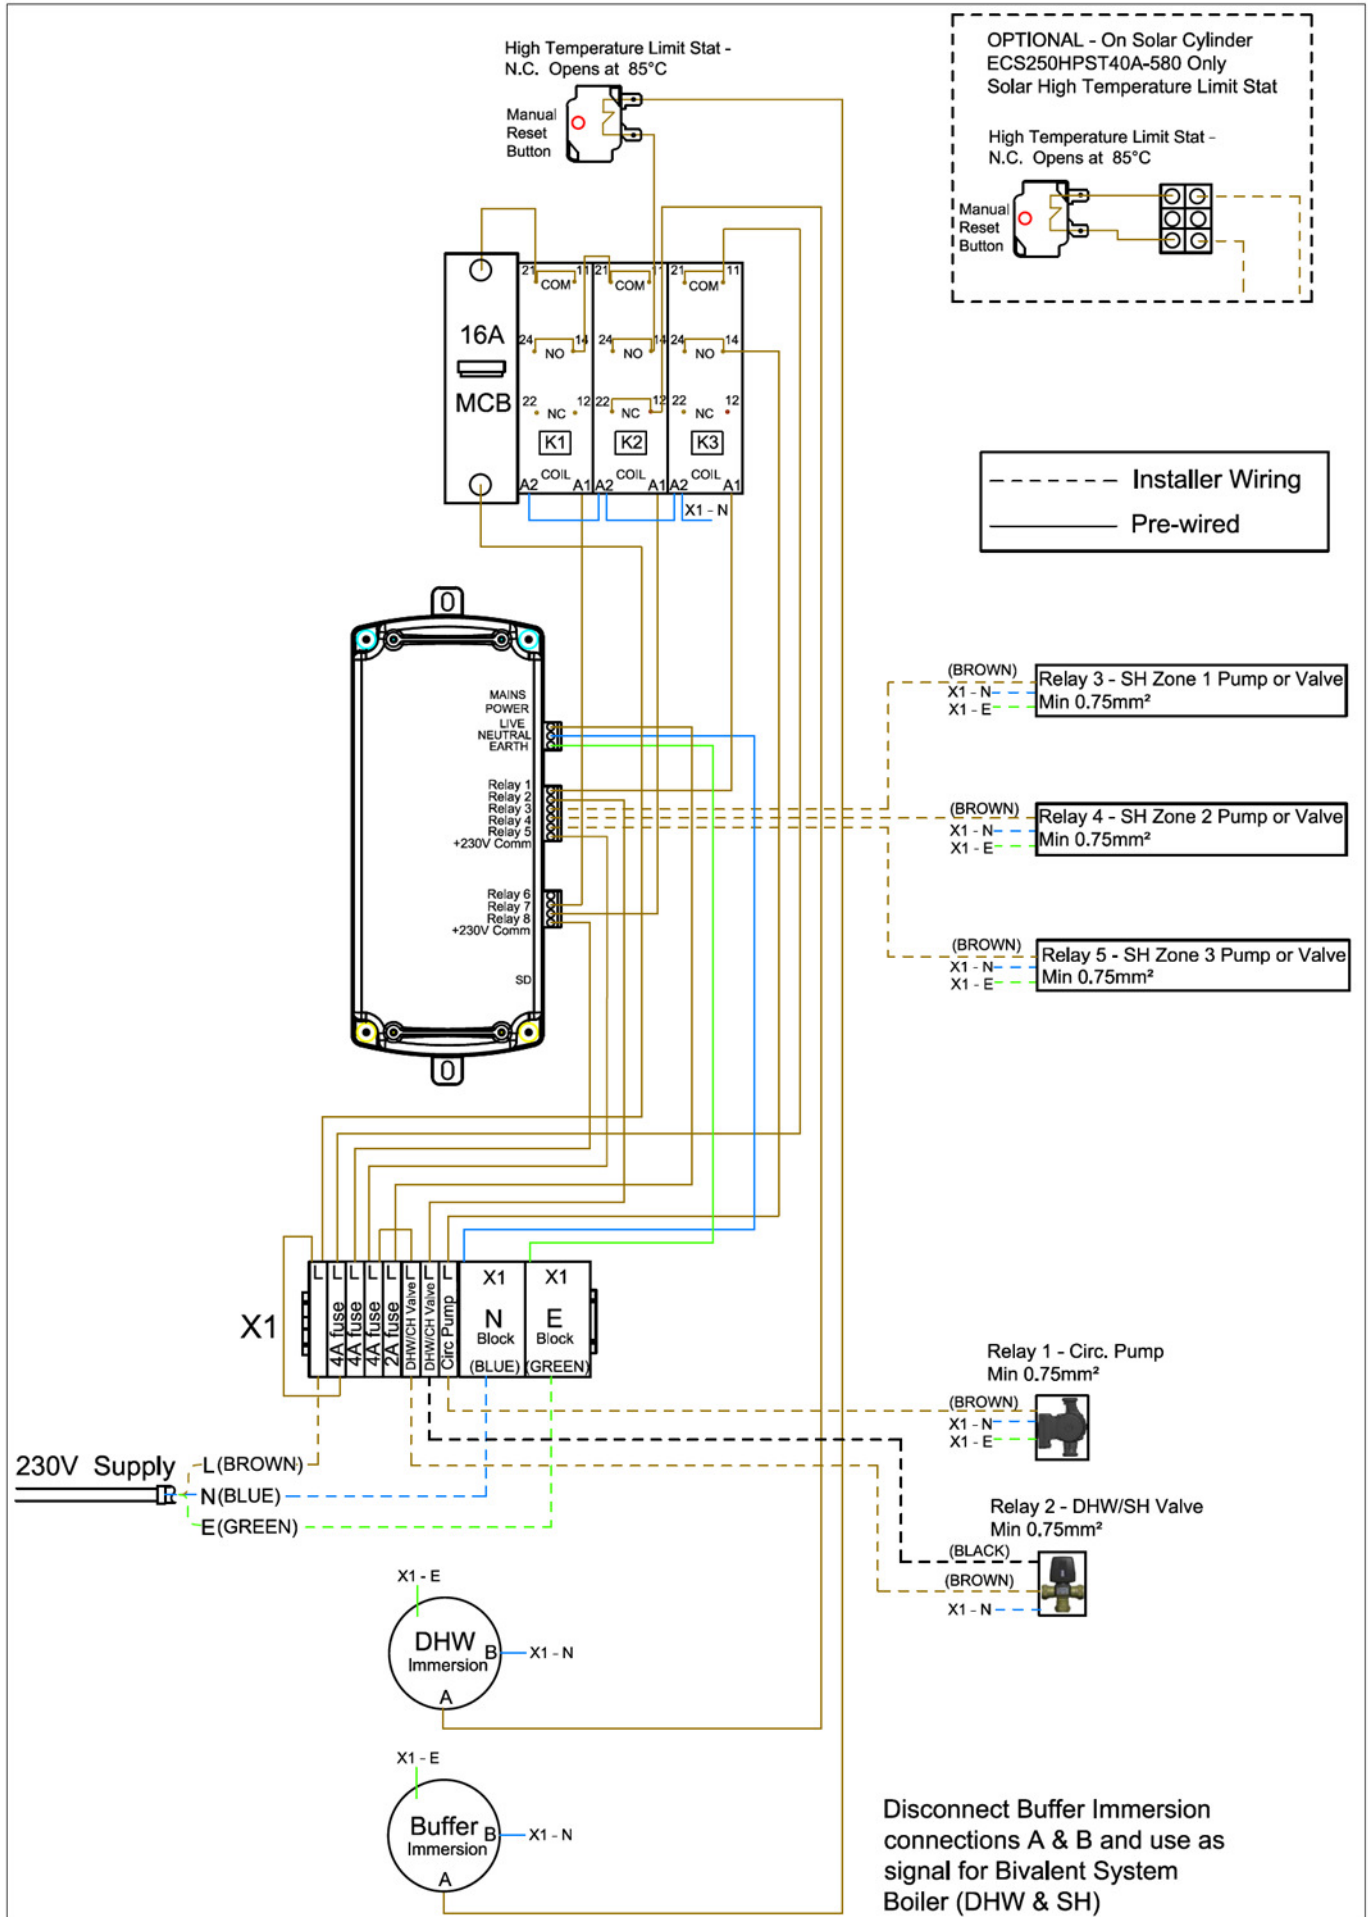 High Temperature Limit Stat -
N.C. Opens at 85°C
Manual
Reset
Button
OPTIONAL - On Solar Cylinder
ECS250HPST40A-580 Only
Solar High Temperature Limit Stat
High Temperature Limit Stat -
N.C. Opens at 85°C
Manual
Reset
Button
16A
MCB
21 11 21 11 21 11
COM COM COM
24 14 24 14 24 14
NO NO NO
22 12 22 12 22 12
NC NC NC
K1 K2 K3
COIL COIL COIL
A2 A1 A2 A1 A2 A1
X1 - N
Installer Wiring
Pre-wired
MAINS
POWER
LIVE
NEUTRAL
EARTH
Relay 1
Relay 2
Relay 3
Relay 4
Relay 5
+230V Comm
Relay 6
Relay 7
Relay 8
+230V Comm
SD
(BROWN)
X1 - N
X1 - E
Relay 3 - SH Zone 1 Pump or Valve
Min 0.75mm²
(BROWN)
X1 - N
X1 - E
Relay 4 - SH Zone 2 Pump or Valve
Min 0.75mm²
(BROWN)
X1 - N
X1 - E
Relay 5 - SH Zone 3 Pump or Valve
Min 0.75mm²
X1
L
4A fuse L
4A fuse L
4A fuse L
2A fuse L
DHW/CH Valve L
DHW/CH Valve L
Circ Pump L
X1
N
Block
(BLUE)
X1
E
Block
(GREEN)
230V Supply
L(BROWN)
N(BLUE)
E(GREEN)
Relay 1 - Circ. Pump
Min 0.75mm²
(BROWN)
X1 - N
X1 - E
Relay 2 - DHW/SH Valve
Min 0.75mm²
(BLACK)
(BROWN)
X1 - N
X1 - E
DHW
Immersion
B
X1 - N
A
X1 - E
Buffer
Immersion
B
X1 - N
A
Disconnect Buffer Immersion
connections A & B and use as
signal for Bivalent System
Boiler (DHW & SH)